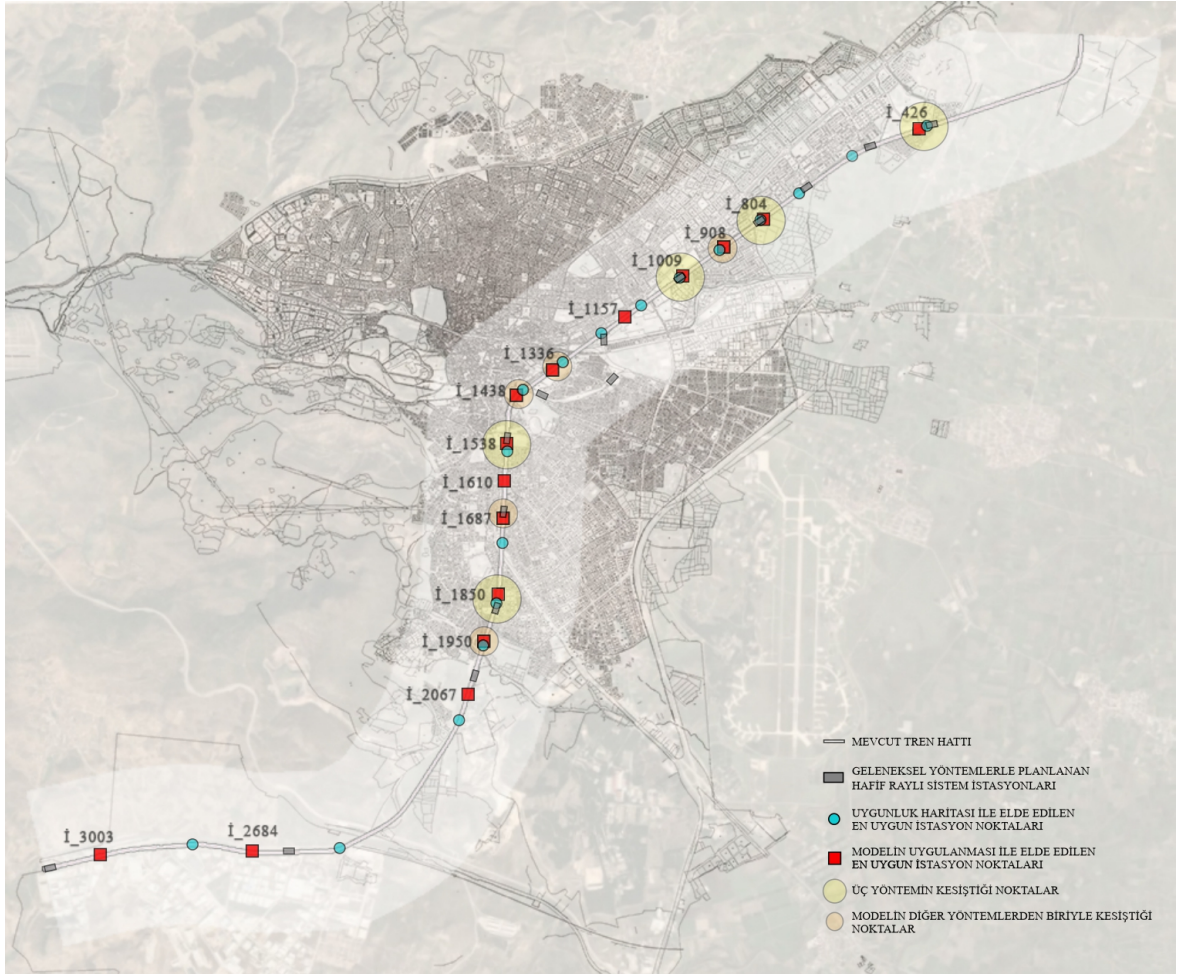 İ_426
İ_804
İ_908
İ_1009
İ_1157
İ_1336
İ_1438
İ_1538
İ_1610
İ_1687
İ_1850
İ_1950
İ_2067
İ_2684
İ_3003
MEVCUT TREN HATTI
GELENEKSEL YÖNTEMLERLE PLANLANAN
HAFİF RAYLI SİSTEM İSTASYONLARI
UYGUNLUK HARİTASI İLE ELDE EDİLEN
EN UYGUN İSTASYON NOKTALARI
MODELİN UYGULANMASI İLE ELDE EDİLEN
EN UYGUN İSTASYON NOKTALARI
ÜÇ YÖNTEMİN KESİŞTİĞİ NOKTALAR
MODELİN DİĞER YÖNTEMLERDEN BİRİYLE KESİŞTİĞİ
NOKTALAR